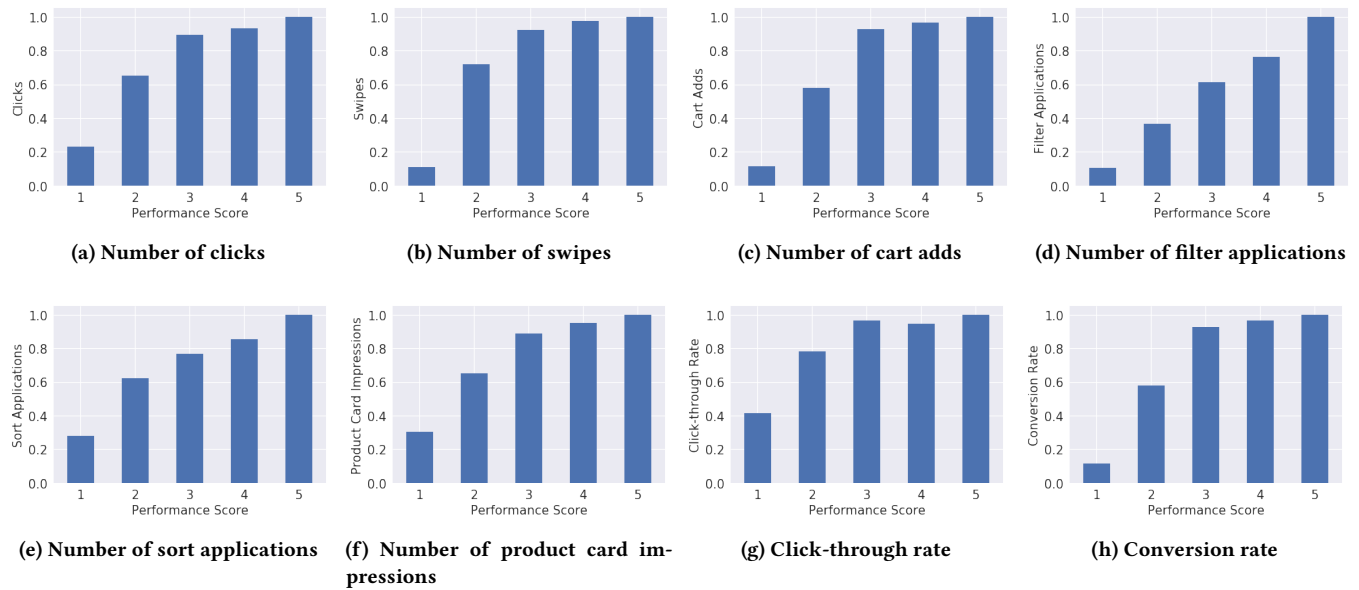 1.0
0.8
0.6
0.4
0.2
0.0
Clicks
1 2 3 4 5
Performance Score
(a) Number of clicks
1.0
0.8
0.6
0.4
0.2
0.0
Swipes
1 2 3 4 5
Performance Score
(b) Number of swipes
1.0
0.8
0.6
0.4
0.2
0.0
Cart Adds
1 2 3 4 5
Performance Score
(c) Number of cart adds
1.0
0.8
0.6
0.4
0.2
0.0
Filter Applications
1 2 3 4 5
Performance Score
(d) Number of filter applications
1.0
0.8
0.6
0.4
0.2
0.0
Sort Applications
1 2 3 4 5
Performance Score
(e) Number of sort applications
1.0
0.8
0.6
0.4
0.2
0.0
Product Card Impressions
1 2 3 4 5
Performance Score
(f) Number of product card im-
pressions
1.0
0.8
0.6
0.4
0.2
0.0
Click-through Rate
1 2 3 4 5
Performance Score
(g) Click-through rate
1.0
0.8
0.6
0.4
0.2
0.0
Conversion Rate
1 2 3 4 5
Performance Score
(h) Conversion rate